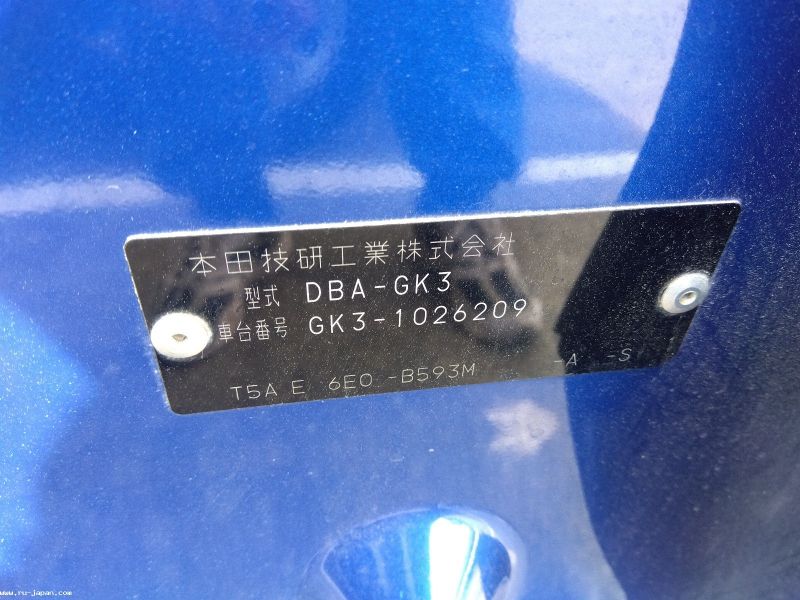 本田技研工業株式会社
型式 DBA-GK3
車台番号 GK3-1026209
T5A E 6E0 -B593M -A -S
www.ru-japan.com